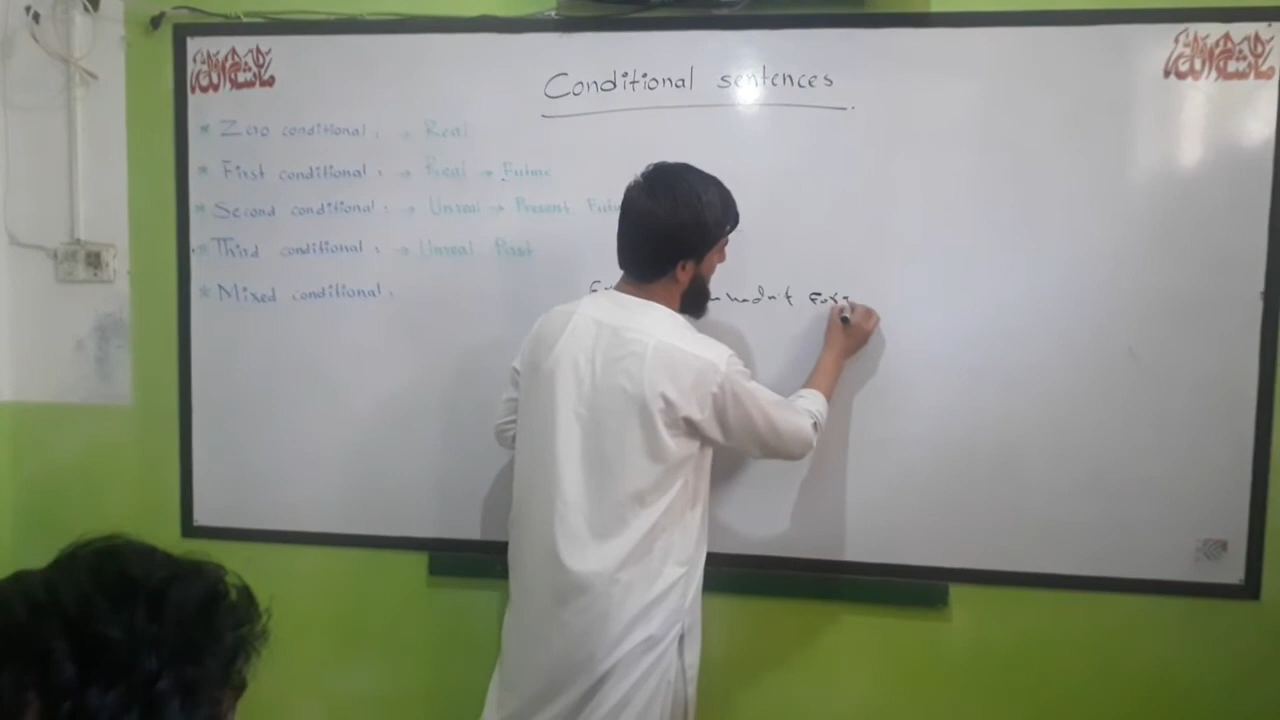 ماشاءالله
ماشاءالله
Conditional sentences
* Zero conditional : → Real
* First conditional : → Real → Future
* Second conditional : → Unreal → Present
* Third conditional : → Unreal Past
* Mixed conditional :